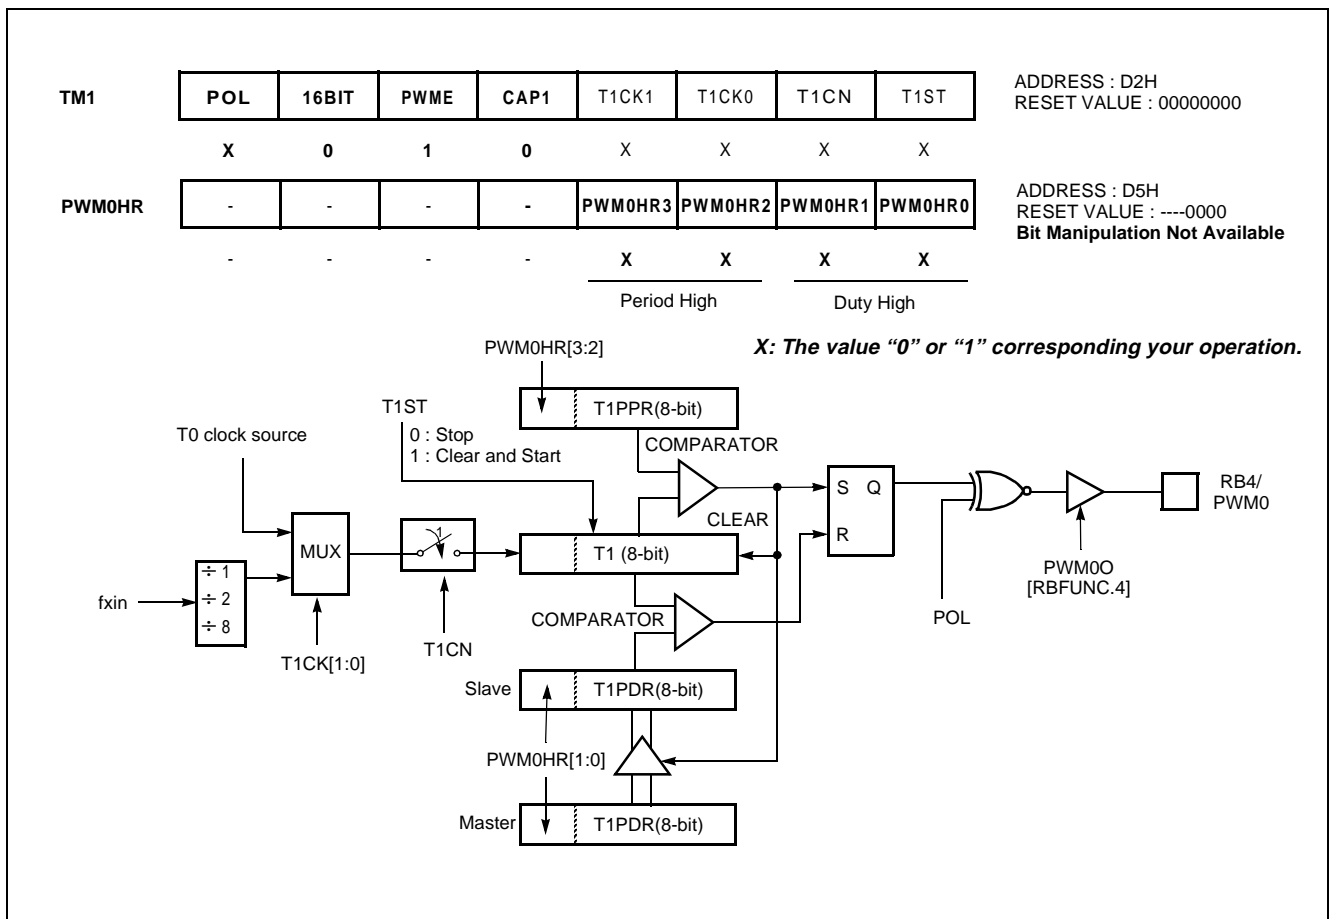 TM1 POL 16BIT PWME CAP1 T1CK1 T1CK0 T1CN T1ST
ADDRESS : D2H
RESET VALUE : 00000000
X 0 1 0 X X X X
PWM0HR - - - - PWM0HR3 PWM0HR2 PWM0HR1 PWM0HR0
ADDRESS : D5H
RESET VALUE : ----0000
Bit Manipulation Not Available
- - - - X X X X
Period High Duty High
X: The value “0” or “1” corresponding your operation.
PWM0HR[3:2]
T1PPR(8-bit)
T1ST
0 : Stop
1 : Clear and Start
COMPARATOR
T0 clock source
S Q
R
RB4/
PWM0
CLEAR
MUX
1
T1 (8-bit)
÷ 1
÷ 2
÷ 8
fxin
PWM0O
[RBFUNC.4]
POL
COMPARATOR
T1CK[1:0]
T1CN
Slave T1PDR(8-bit)
PWM0HR[1:0]
Master T1PDR(8-bit)